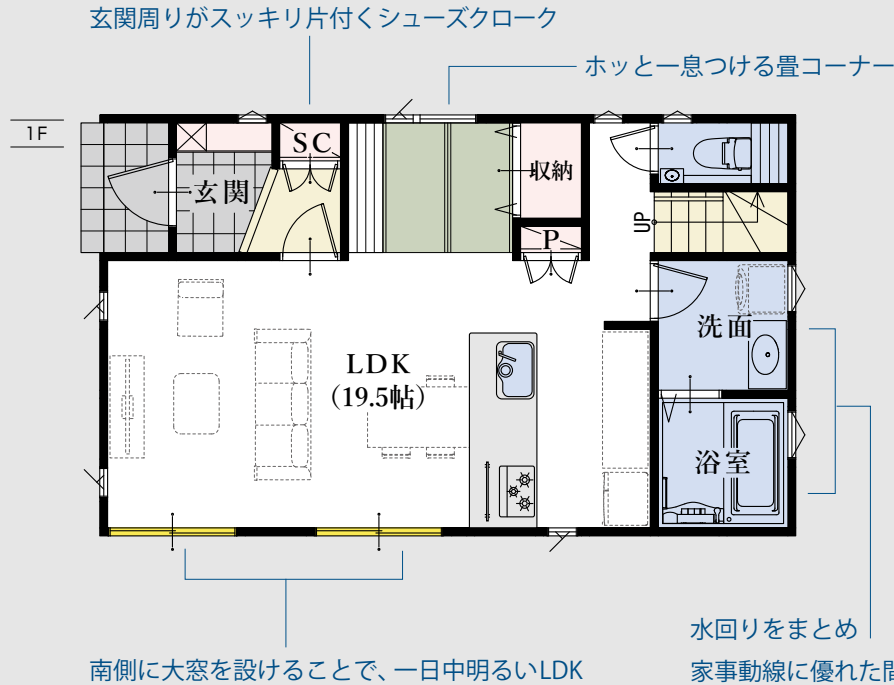 玄関周りがスッキリ片付くシューズクローク
ホッと一息つける畳コーナー
1F
SC
玄関
収納
P
UP
洗面
LDK
(19.5帖)
浴室
水回りをまとめ
家事動線に優れた
南側に大窓を設けることで、一日中明るいLDK